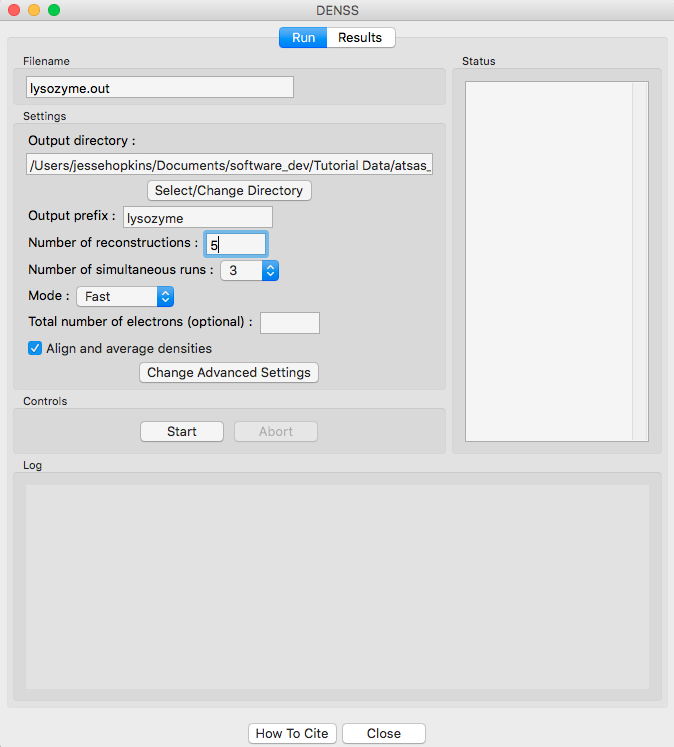 DENSS
Run Results
Filename
lysozyme.out
Settings
Output directory :
/Users/jessehopkins/Documents/software_dev/Tutorial Data/atsas_
Select/Change Directory
Output prefix : lysozyme
Number of reconstructions : 5
Number of simultaneous runs : 3
Mode : Fast
Total number of electrons (optional) :
Align and average densities
Change Advanced Settings
Controls
Start Abort
Status
Log
How To Cite Close